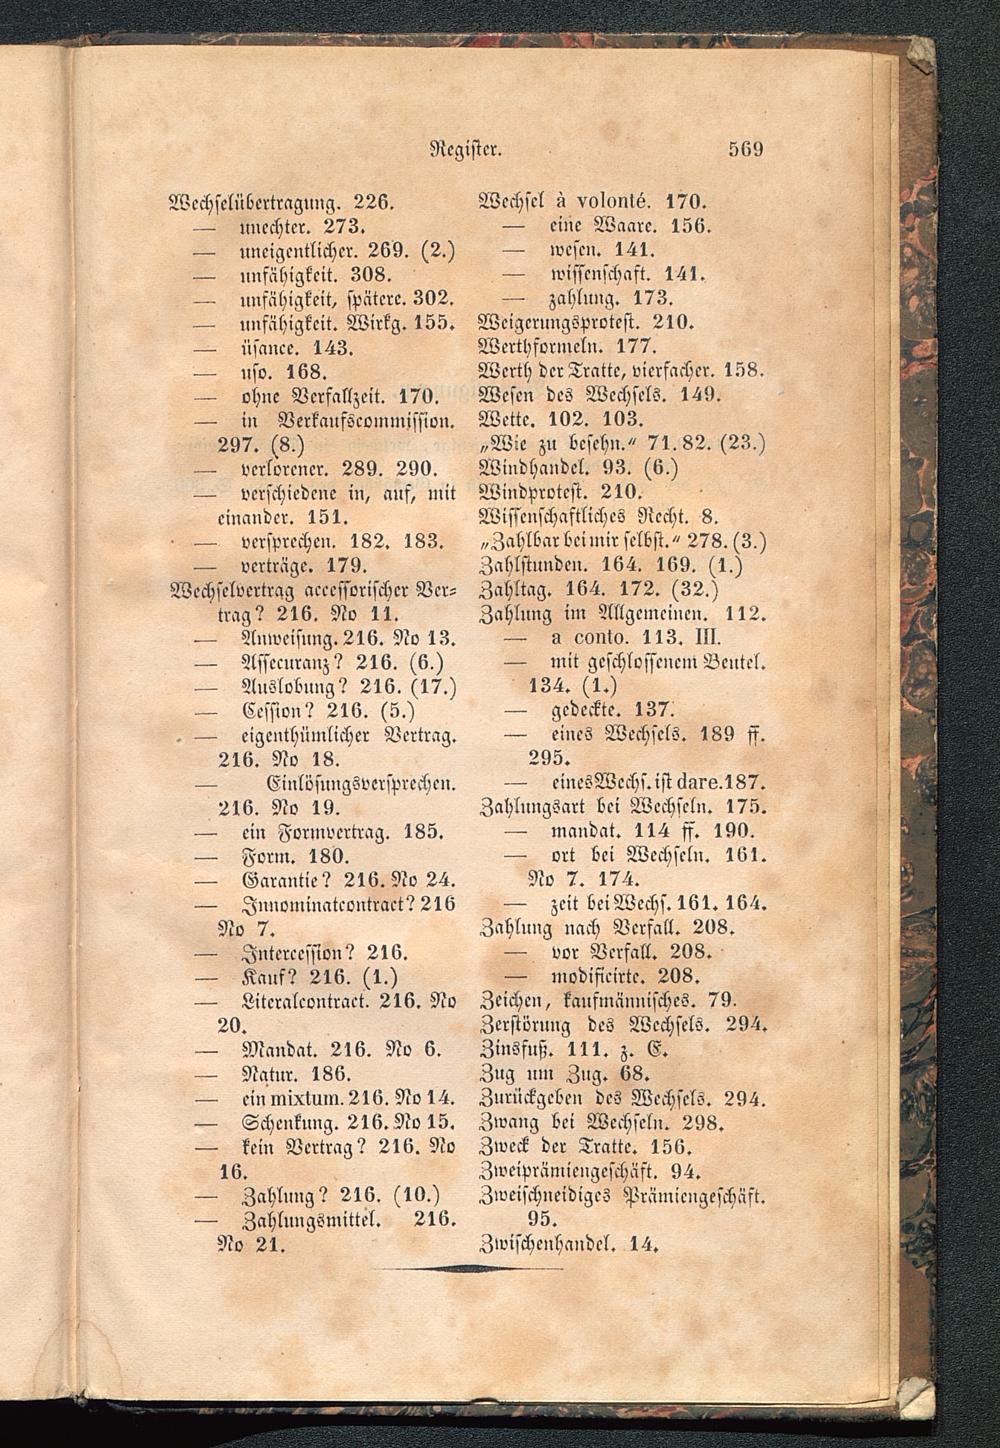 Register.
569
Wechselübertragung. 226.
— unechter. 273.
— uneigentlicher. 269. (2.)
— unfähigkeit. 308.
— unfähigkeit, spätere. 302.
— unfähigkeit. Wirkg. 155.
— üsance. 143.
— uso. 168.
— ohne Verfallzeit. 170.
— in Verkaufscommission.
297. (8.)
— verlorener. 289. 290.
— verschiedene in, auf, mit
einander. 151.
— versprechen. 182. 183.
— verträge. 179.
Wechselvertrag accessorischer Ver-
trag? 216. No 11.
— Anweisung. 216. No 13.
— Assecuranz? 216. (6.)
— Auslobung? 216. (17.)
— Cession? 216. (5.)
— eigenthümlicher Vertrag.
216. No 18.
— Einlösungsversprechen.
216. No 19.
— ein Formvertrag. 185.
— Form. 180.
— Garantie? 216. No 24.
— Innominatcontract? 216
No 7.
— Intercession? 216.
— Kauf? 216. (1.)
— Literalcontract. 216. No
20.
— Mandat. 216. No 6.
— Natur. 186.
— ein mixtum. 216. No 14.
— Schenkung. 216. No 15.
— kein Vertrag? 216. No
16.
— Zahlung? 216. (10.)
— Zahlungsmittel. 216.
No 21.
Wechsel à volonté. 170.
— eine Waare. 156.
— wesen. 141.
— wissenschaft. 141.
— zahlung. 173.
Weigerungsprotest. 210.
Werthformeln. 177.
Werth der Tratte, vierfacher. 158.
Wesen des Wechsels. 149.
Wette. 102. 103.
„Wie zu besehn.“ 71. 82. (23.)
Windhandel. 93. (6.)
Windprotest. 210.
Wissenschaftliches Recht. 8.
„Zahlbar bei mir selbst.“ 278. (3.)
Zahlstunden. 164. 169. (1.)
Zahltag. 164. 172. (32.)
Zahlung im Allgemeinen. 112.
— a conto. 113. III.
— mit geschlossenem Beutel.
134. (1.)
— gedeckte. 137.
— eines Wechsels. 189 ff.
295.
— eines Wechs. ist dare. 187.
Zahlungsart bei Wechseln. 175.
— mandat. 114 ff. 190.
— ort bei Wechseln. 161.
No 7. 174.
— zeit bei Wechs. 161. 164.
Zahlung nach Verfall. 208.
— vor Verfall. 208.
— modificirte. 208.
Zeichen, kaufmännisches. 79.
Zerstörung des Wechsels. 294.
Zinsfuß. 111. z. E.
Zug um Zug. 68.
Zurückgeben des Wechsels. 294.
Zwang bei Wechseln. 298.
Zweck der Tratte. 156.
Zweiprämiengeschäft. 94.
Zweischneidiges Prämiengeschäft.
95.
Zwischenhandel. 14.